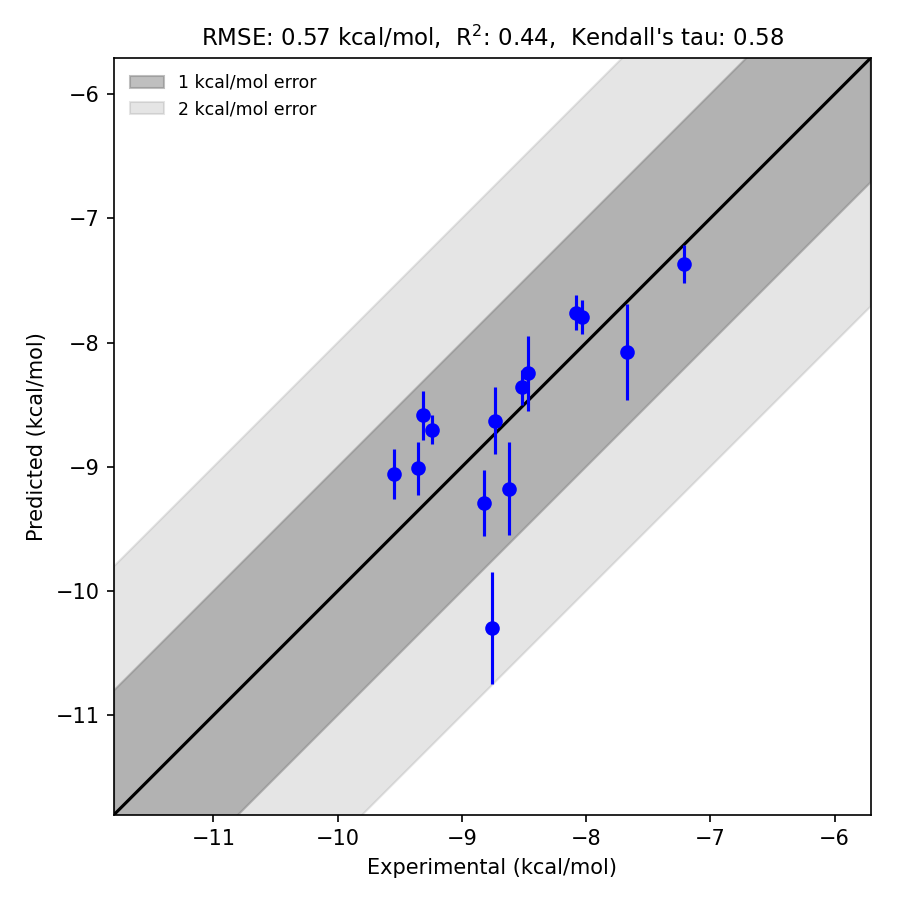 RMSE: 0.57 kcal/mol,  R²: 0.44,  Kendall's tau: 0.58
1 kcal/mol error
2 kcal/mol error
Predicted (kcal/mol)
−6
−7
−8
−9
−10
−11
−11
−10
−9
−8
−7
−6
Experimental (kcal/mol)